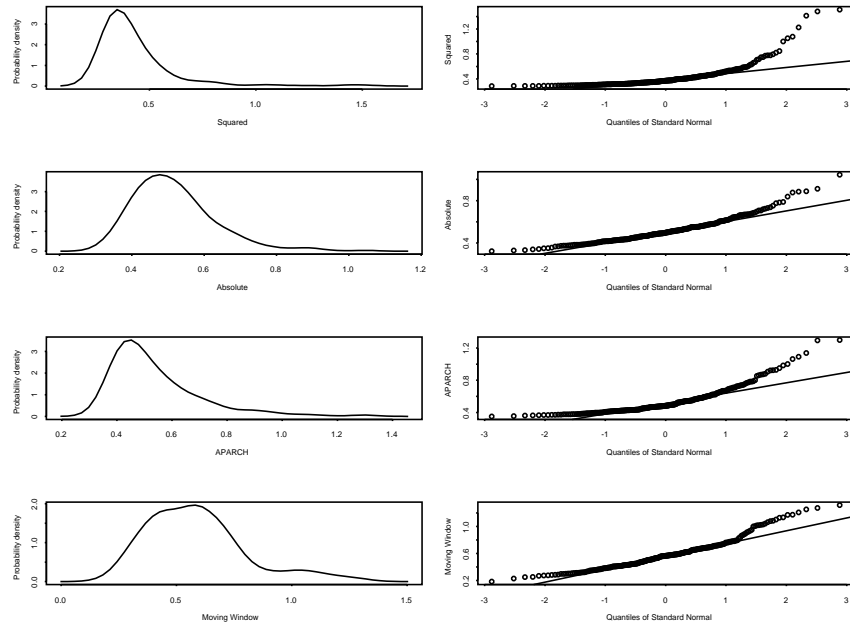 Probability density
0 1 2 3
0.5 1.0 1.5
Squared
Squared
0.4 0.8 1.2
-3 -2 -1 0 1 2 3
Quantiles of Standard Normal
Probability density
0 1 2 3
0.2 0.4 0.6 0.8 1.0 1.2
Absolute
Absolute
0.4 0.8
-3 -2 -1 0 1 2 3
Quantiles of Standard Normal
Probability density
0 1 2 3
0.2 0.4 0.6 0.8 1.0 1.2 1.4
APARCH
APARCH
0.4 0.8 1.2
-3 -2 -1 0 1 2 3
Quantiles of Standard Normal
Probability density
0.0 1.0 2.0
0.0 0.5 1.0 1.5
Moving Window
Moving Window
0.2 0.6 1.0
-3 -2 -1 0 1 2 3
Quantiles of Standard Normal